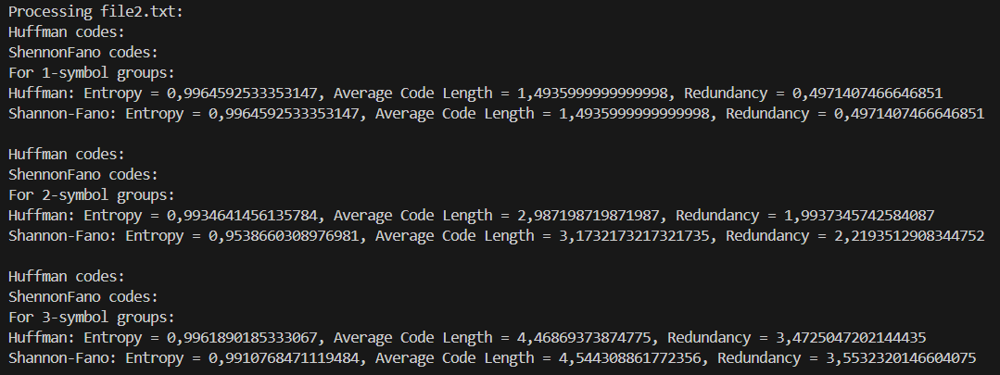 Processing file2.txt:
Huffman codes:
ShennonFano codes:
For 1-symbol groups:
Huffman: Entropy = 0,9964592533353147, Average Code Length = 1,4935999999999998, Redundancy = 0,4971407466646851
Shannon-Fano: Entropy = 0,9964592533353147, Average Code Length = 1,4935999999999998, Redundancy = 0,4971407466646851
Huffman codes:
ShennonFano codes:
For 2-symbol groups:
Huffman: Entropy = 0,9934641456135784, Average Code Length = 2,987198719871987, Redundancy = 1,9937345742584087
Shannon-Fano: Entropy = 0,9538660308976981, Average Code Length = 3,1732173217321735, Redundancy = 2,2193512908344752
Huffman codes:
ShennonFano codes:
For 3-symbol groups:
Huffman: Entropy = 0,9961890185333067, Average Code Length = 4,46869373874775, Redundancy = 3,4725047202144435
Shannon-Fano: Entropy = 0,9910768471119484, Average Code Length = 4,544308861772356, Redundancy = 3,5532320146604075